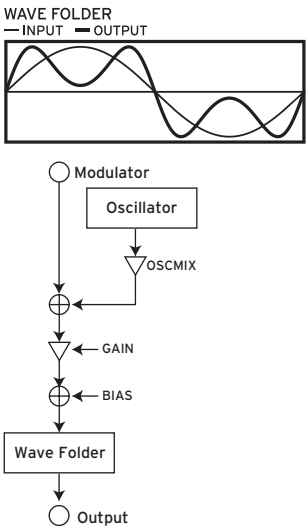 WAVE FOLDER
INPUT OUTPUT
Modulator
Oscillator
OSCMIX
GAIN
BIAS
Wave Folder
Output